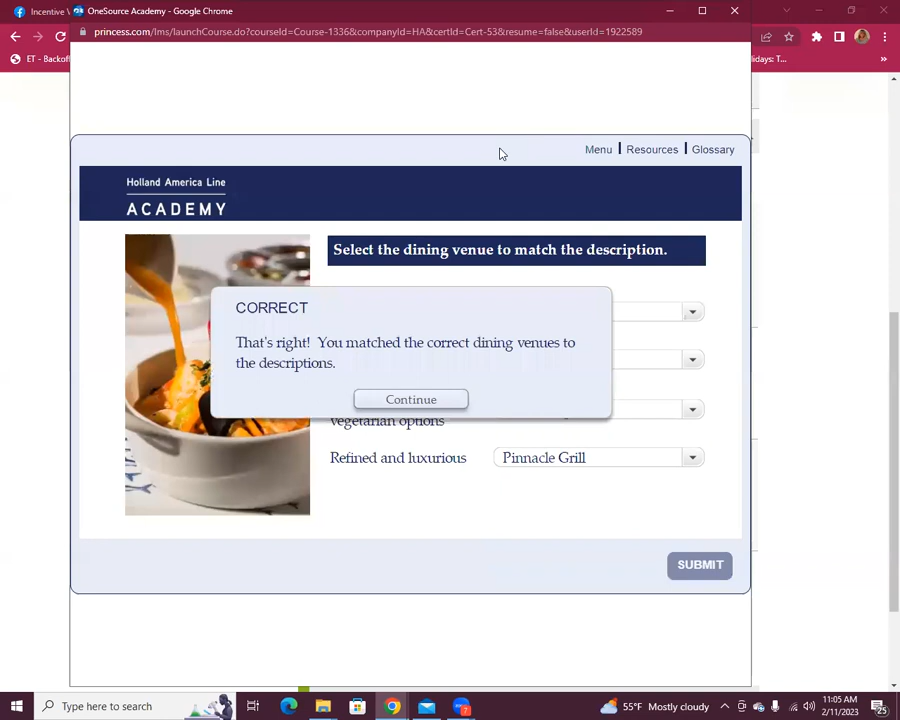 Incentive
OneSource Academy - Google Chrome
princess.com/lms/launchCourse.do?courseId=Course-1336&companyId=HA&certId=Cert-53&resume=false&userId=1922589
ET - Backoff
lidays: T...
Menu | Resources | Glossary
Holland America Line
ACADEMY
Select the dining venue to match the description.
CORRECT
That's right! You matched the correct dining venues to
the descriptions.
Continue
vegetarian options
Refined and luxurious
Pinnacle Grill
SUBMIT
Type here to search
7
55°F Mostly cloudy
11:05 AM
2/11/2023
25